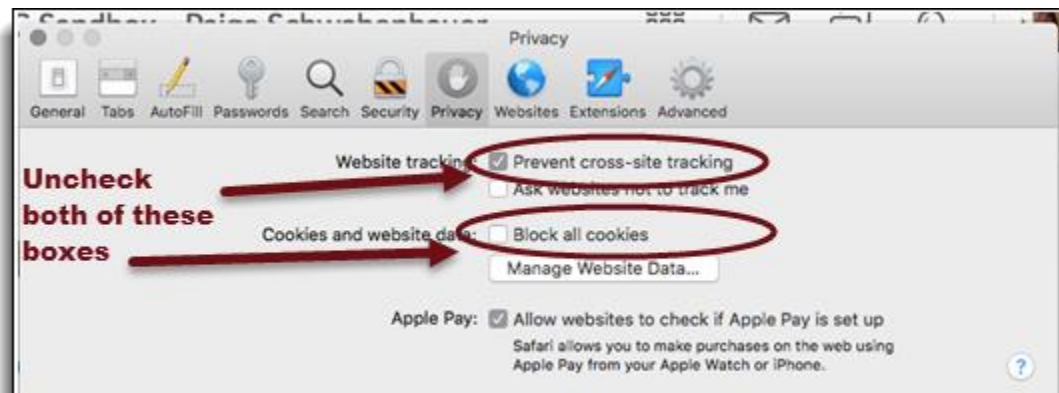 Sandbox
Privacy
General Tabs AutoFill Passwords Search Security Privacy Websites Extensions Advanced
Website tracking: Prevent cross-site tracking
Ask websites not to track me
Uncheck
both of these
boxes
Cookies and website data: Block all cookies
Manage Website Data...
Apple Pay: Allow websites to check if Apple Pay is set up
Safari allows you to make purchases on the web using
Apple Pay from your Apple Watch or iPhone.
?